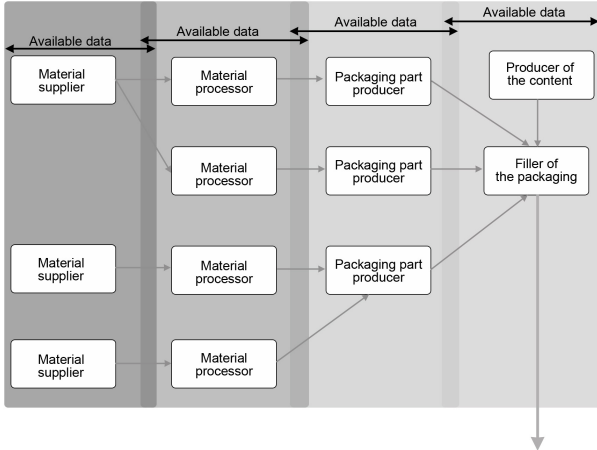 Available data
Available data
Available data
Available data
Material
supplier
Material
processor
Packaging part
producer
Producer of
the content
Material
processor
Packaging part
producer
Filler of
the packaging
Material
supplier
Material
processor
Packaging part
producer
Material
supplier
Material
processor